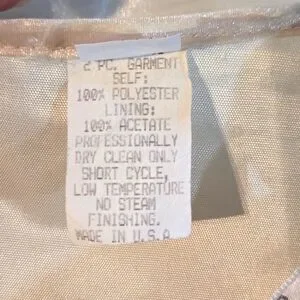 2 PC. GARMENT
SELF:
100% POLYESTER
LINING:
100% ACETATE
PROFESSIONALLY
DRY CLEAN ONLY
SHORT CYCLE,
LOW TEMPERATURE
NO STEAM
FINISHING.
MADE IN U.S.A